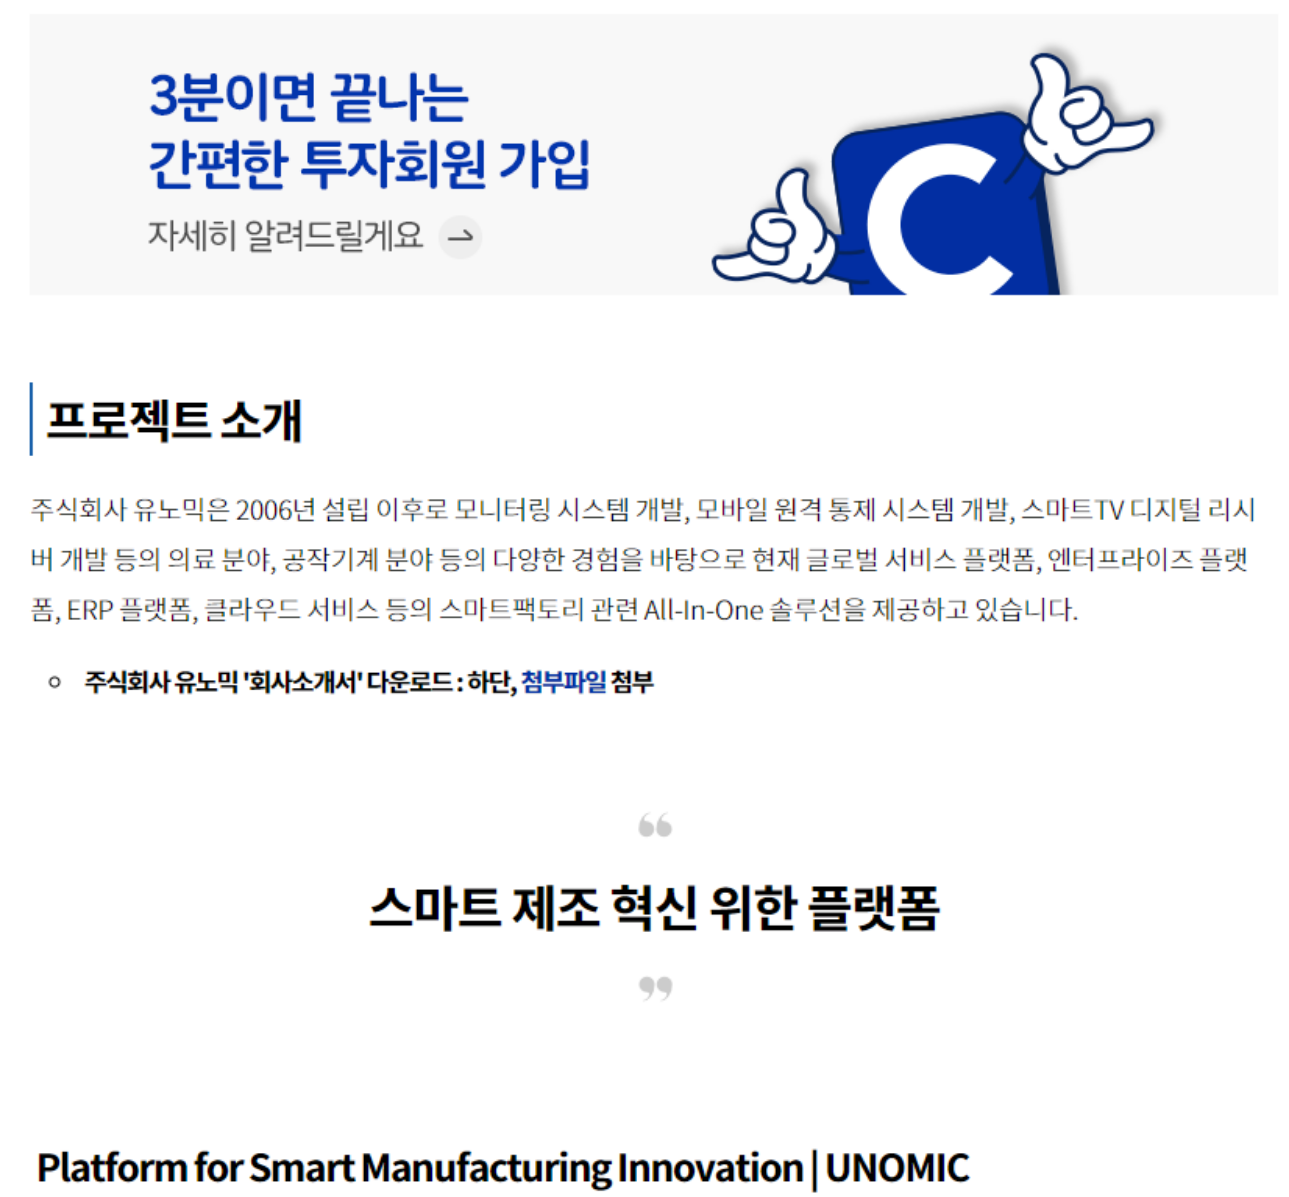 3분이면 끝나는
간편한 투자회원 가입
자세히 알려드릴게요
C
프로젝트 소개
주식회사 유노믹은 2006년 설립 이후로 모니터링 시스템 개발, 모바일 원격 통제 시스템 개발, 스마트TV 디지털 리시
버 개발 등의 의료 분야, 공작기계 분야 등의 다양한 경험을 바탕으로 현재 글로벌 서비스 플랫폼, 엔터프라이즈 플랫
폼, ERP 플랫폼, 클라우드 서비스 등의 스마트팩토리 관련 All-In-One 솔루션을 제공하고 있습니다.
주식회사 유노믹 '회사소개서' 다운로드 : 하단, 첨부파일 첨부
“
스마트 제조 혁신 위한 플랫폼
”
Platform for Smart Manufacturing Innovation | UNOMIC